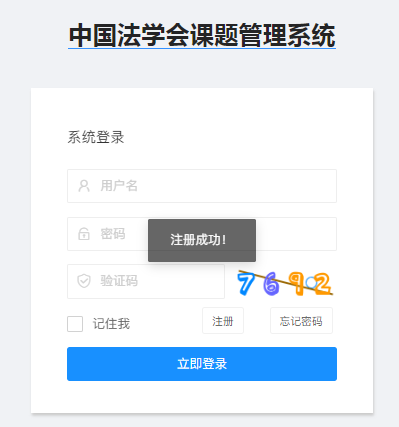 中国法学会课题管理系统
系统登录
用户名
密码
注册成功!
验证码
7692
记住我
注册
忘记密码
立即登录